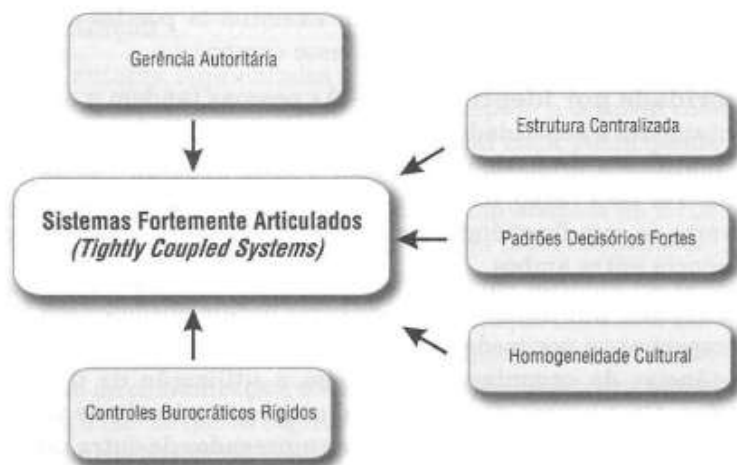 Gerência Autoritária
Estrutura Centralizada
Sistemas Fortemente Articulados
(Tightly Coupled Systems)
Padrões Decisórios Fortes
Homogeneidade Cultural
Controles Burocráticos Rígidos